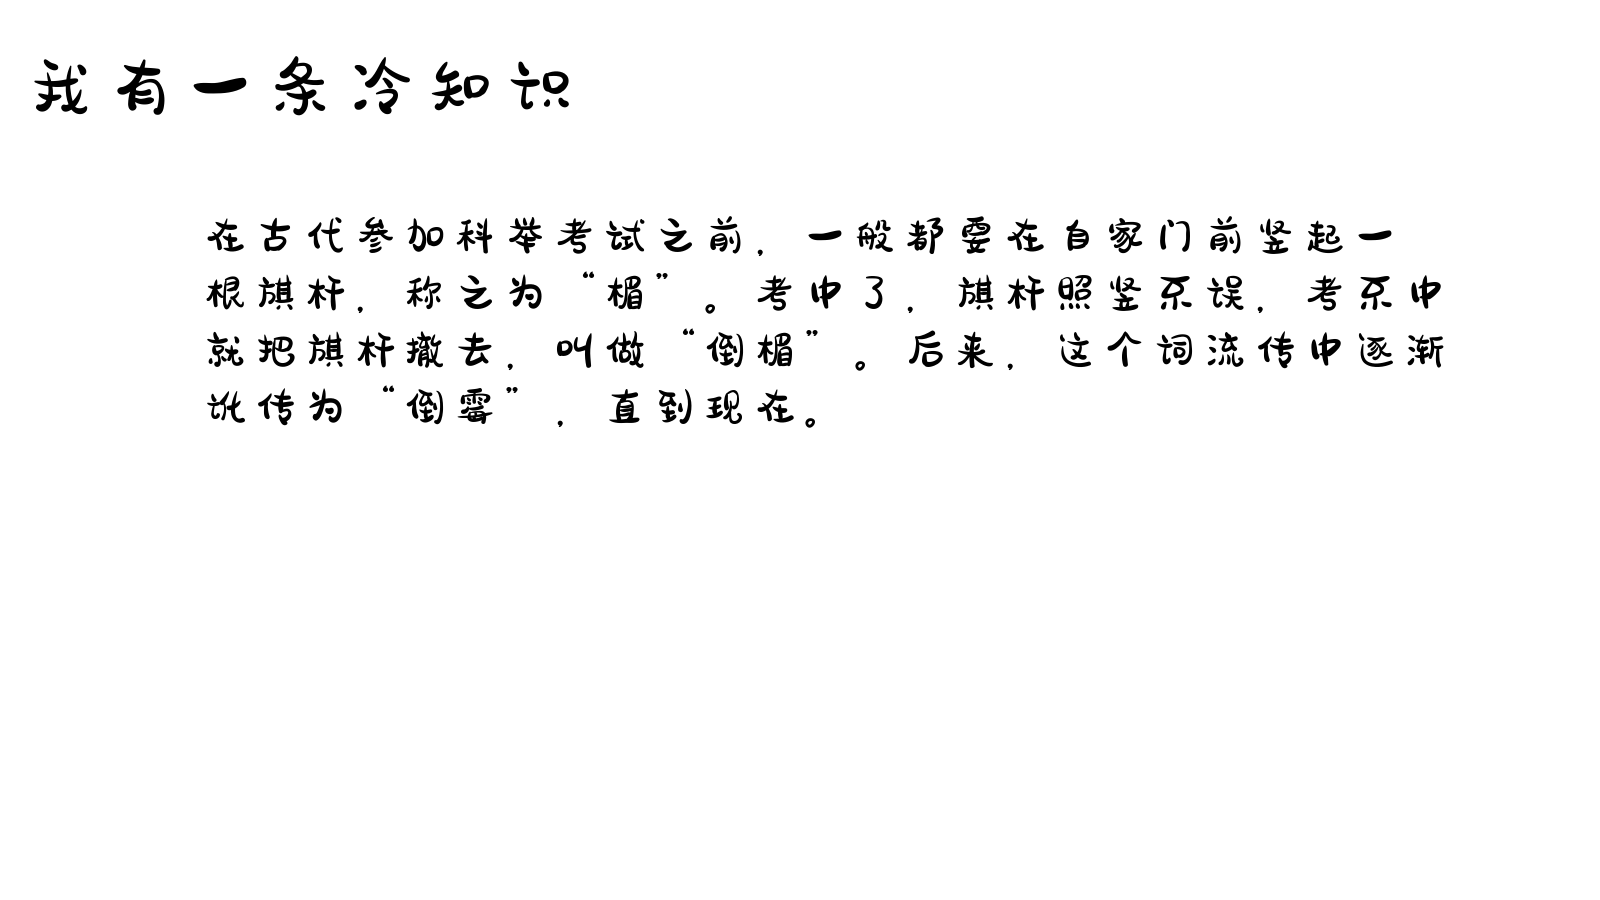 我有一条冷知识
在古代参加科举考试之前，一般都要在自家门前竖起一
根旗杆，称之为“楣”。考中了，旗杆照竖不误，考不中
就把旗杆撤去，叫做“倒楣”。后来，这个词流传中逐渐
讹传为“倒霉”，直到现在。